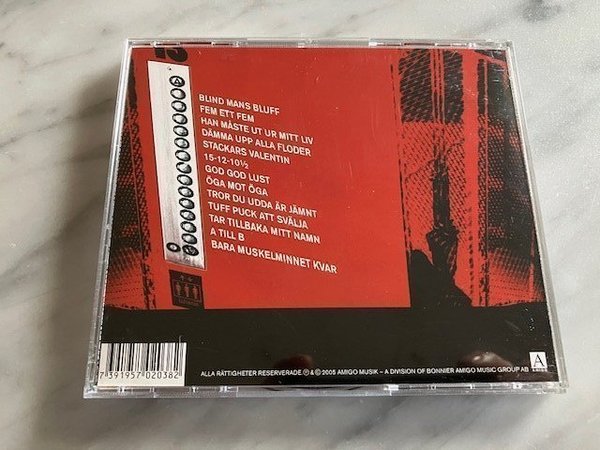 BLIND MANS BLUFF
FEM ETT FEM
HAN MÅSTE UT UR MITT LIV
DÄMMA UPP ALLA FLODER
STACKARS VALENTIN
15-12-10½
GOD GOD LUST
ÖGA MOT ÖGA
TROR DU UDDA ÄR JÄMNT
TUFF PUCK ATT SVÄLJA
TAR TILLBAKA MITT NAMN
A TILL B
BARA MUSKELMINNET KVAR
7 391957 020382
ALLA RÄTTIGHETER RESERVERADE. ℗ & © 2005 AMIGO MUSIK – A DIVISION OF BONNIER AMIGO MUSIC GROUP AB
A
AMIGO